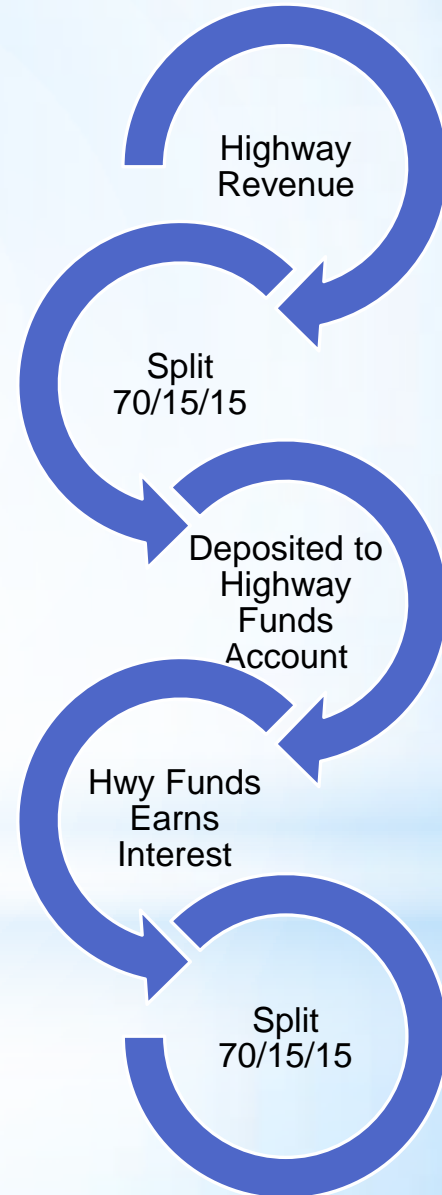 Highway
Revenue
Split
70/15/15
Deposited to
Highway
Funds
Account
Hwy Funds
Earns
Interest
Split
70/15/15